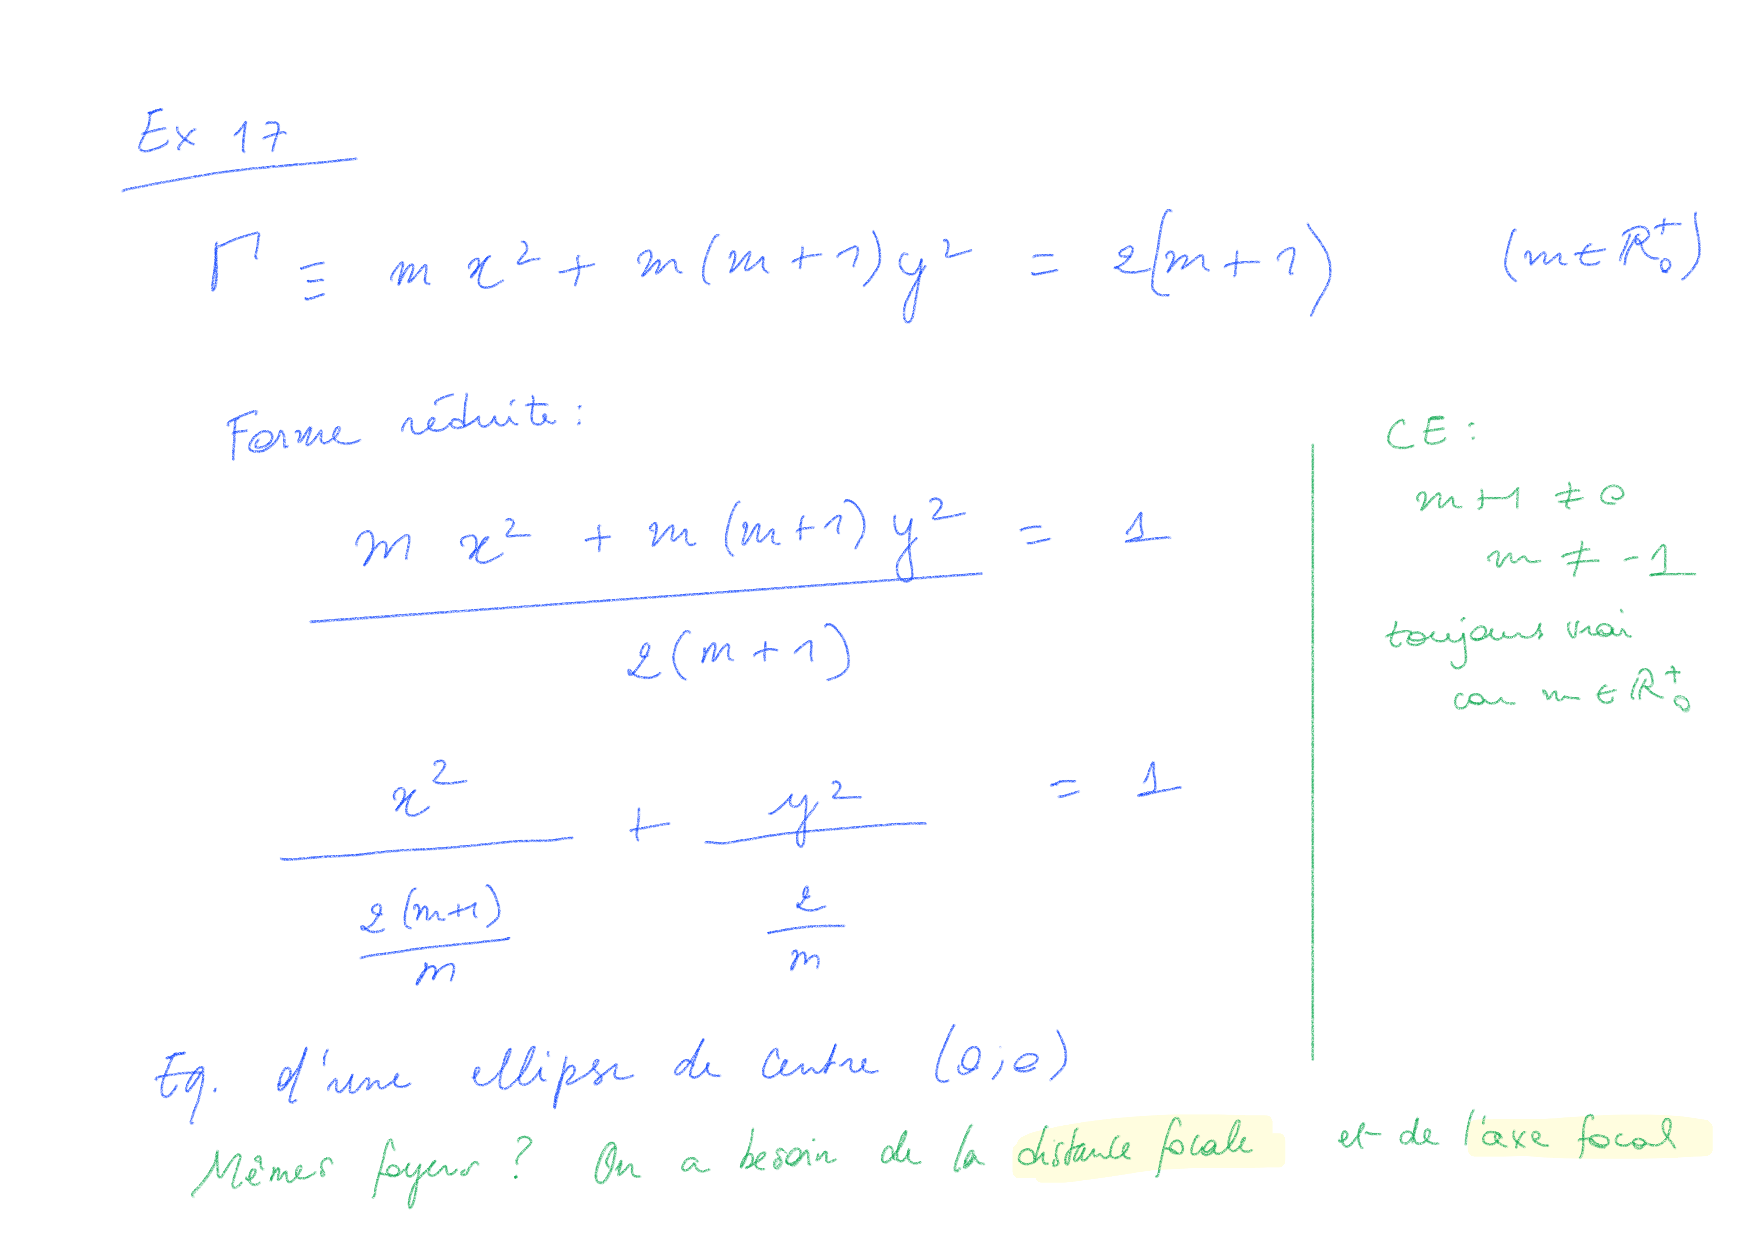 Ex 17
Γ ≡ m x² + m(m+1)y² = 2(m+1) (m ∈ ℝ₀⁺)
Forme réduite :
m x² + m(m+1)y² = 1
2(m+1)
x² + y² = 1
2(m+1) 2
m m
Eq. d'une ellipse de centre (0;0)
CE :
m+1 ≠ 0
m ≠ -1
toujours vrai
car m ∈ ℝ₀⁺
Mêmes foyers ? On a besoin de la distance focale et de l'axe focal